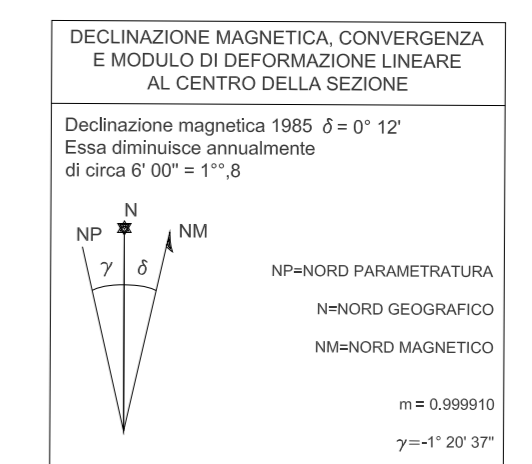 DECLINAZIONE MAGNETICA, CONVERGENZA
E MODULO DI DEFORMAZIONE LINEARE
AL CENTRO DELLA SEZIONE
Declinazione magnetica 1985 δ = 0° 12'
Essa diminuisce annualmente
di circa 6' 00" = 1°°,8
N
NP
NM
γ
δ
NP=NORD PARAMETRATURA
N=NORD GEOGRAFICO
NM=NORD MAGNETICO
m = 0.999910
γ=-1° 20' 37"